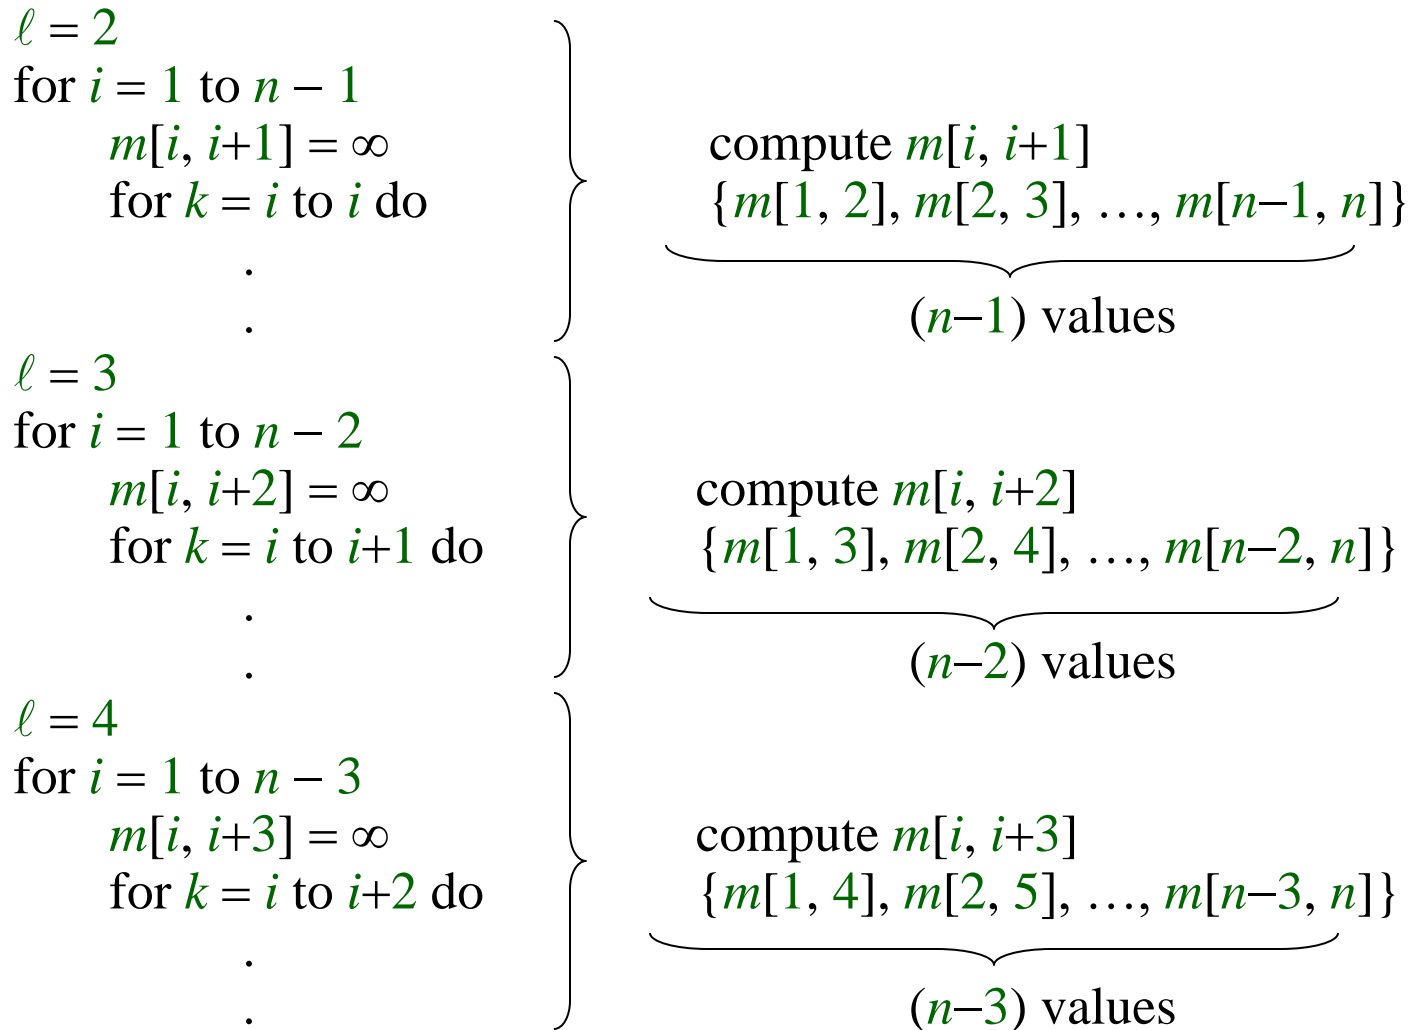 ℓ = 2
for i = 1 to n − 1
m[i, i+1] = ∞
for k = i to i do
.
.
compute m[i, i+1]
{m[1, 2], m[2, 3], …, m[n−1, n]}
(n−1) values
ℓ = 3
for i = 1 to n − 2
m[i, i+2] = ∞
for k = i to i+1 do
.
.
compute m[i, i+2]
{m[1, 3], m[2, 4], …, m[n−2, n]}
(n−2) values
ℓ = 4
for i = 1 to n − 3
m[i, i+3] = ∞
for k = i to i+2 do
.
.
compute m[i, i+3]
{m[1, 4], m[2, 5], …, m[n−3, n]}
(n−3) values